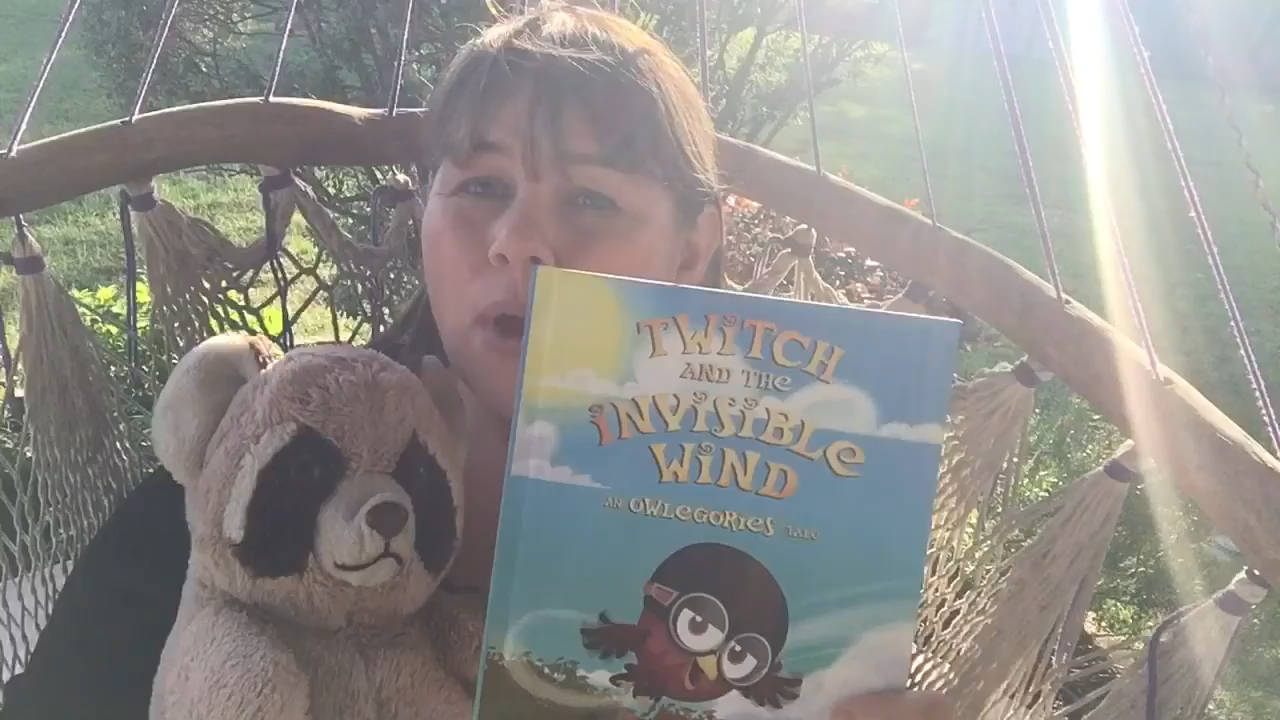 TWiTCH
AND THE
iNViSiBLe
WiND
AN OWLEGORiES TALE